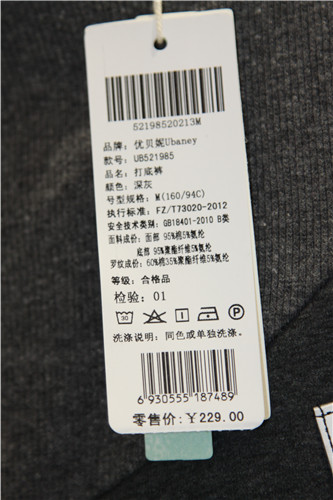 52198520213M
品牌：优贝妮Ubaney
款号：UB521985
品名：打底裤
颜色：深灰
号型规格：M(160/94C)
执行标准：FZ/T73020-2012
安全技术类别：GB18401-2010 B类
面料成份：面部 95%棉5%氨纶
底部 95%聚酯纤维5%氨纶
罗纹成份：60%棉35%聚酯纤维5%氨纶
等级：合格品
检验：01
30 P
洗涤说明：同色或单独洗涤。
6 930555 187489
零售价：￥229.00